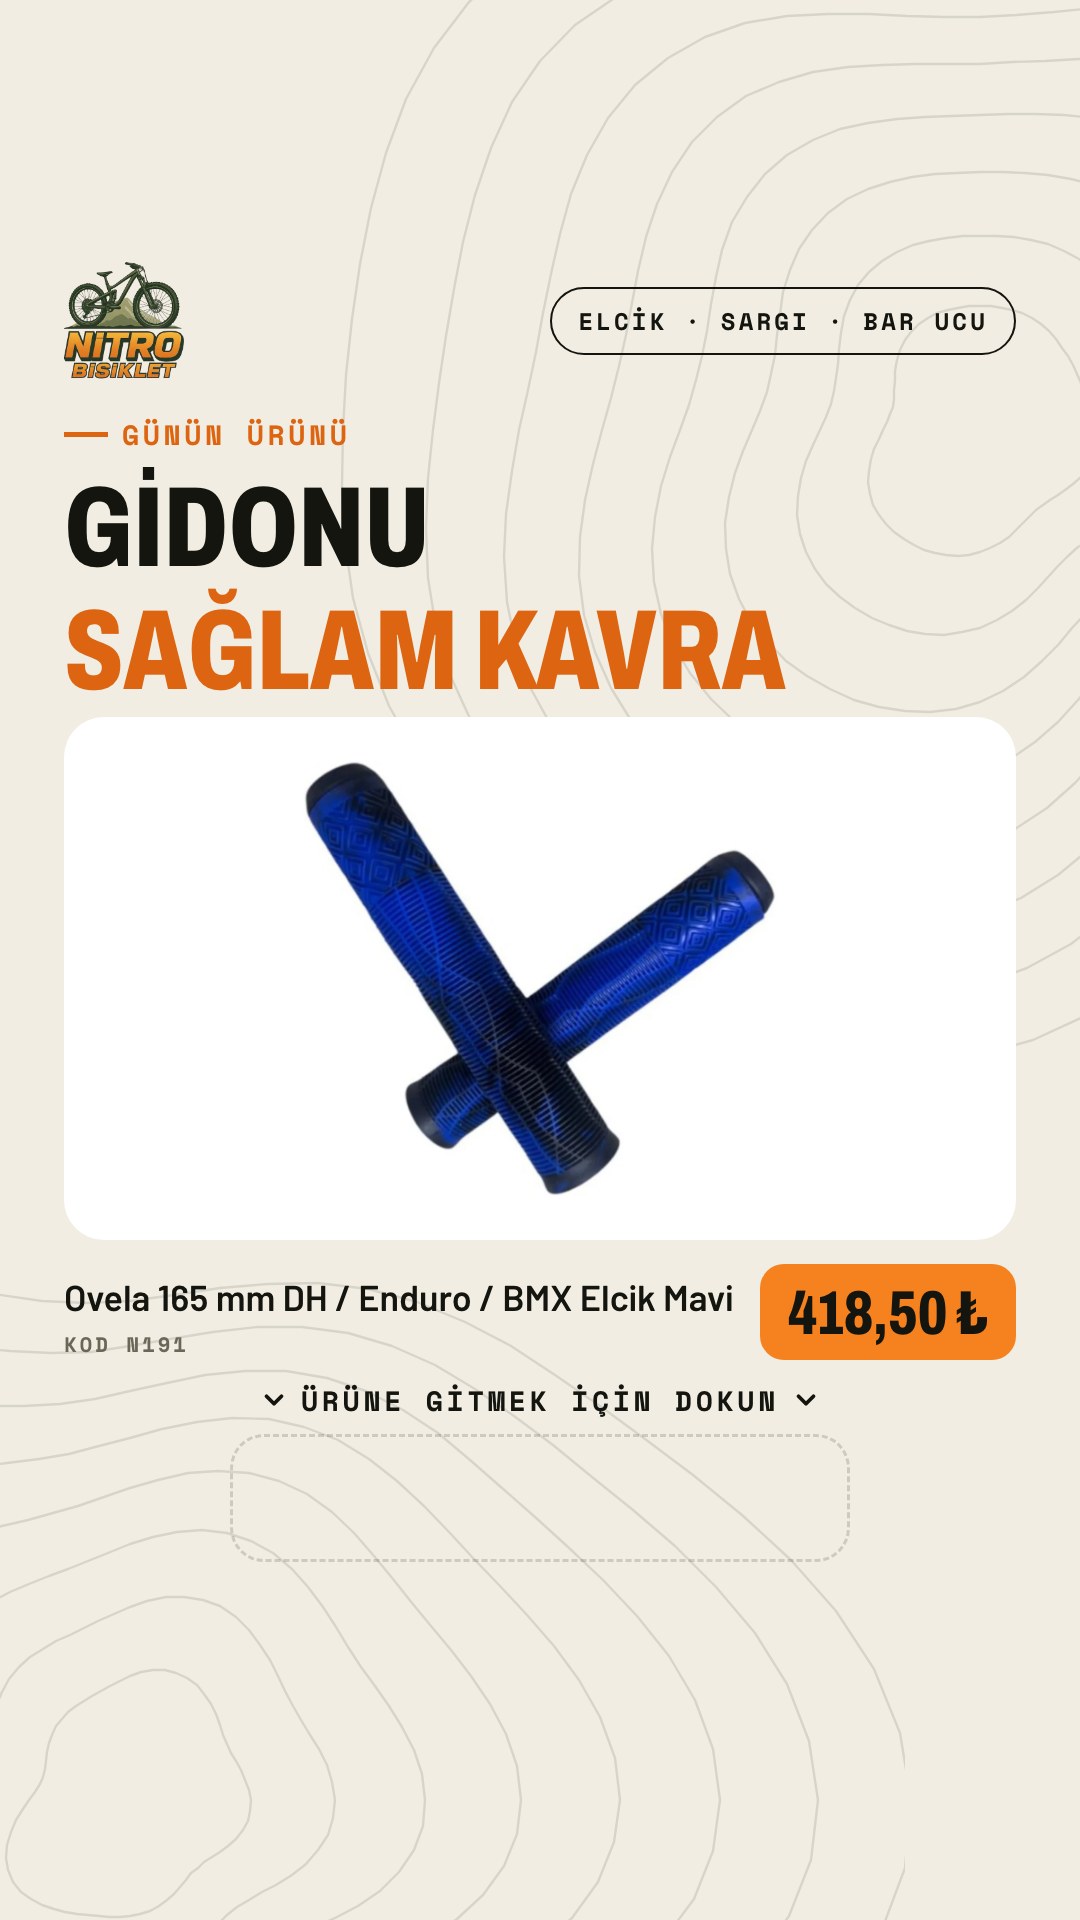 NiTRO
BISIKLET
ELCİK · SARGI · BAR UCU
GÜNÜN ÜRÜNÜ
GİDONU
SAĞLAM KAVRA
Ovela 165 mm DH / Enduro / BMX Elcik Mavi
418,50 ₺
KOD N191
ÜRÜNE GİTMEK İÇİN DOKUN